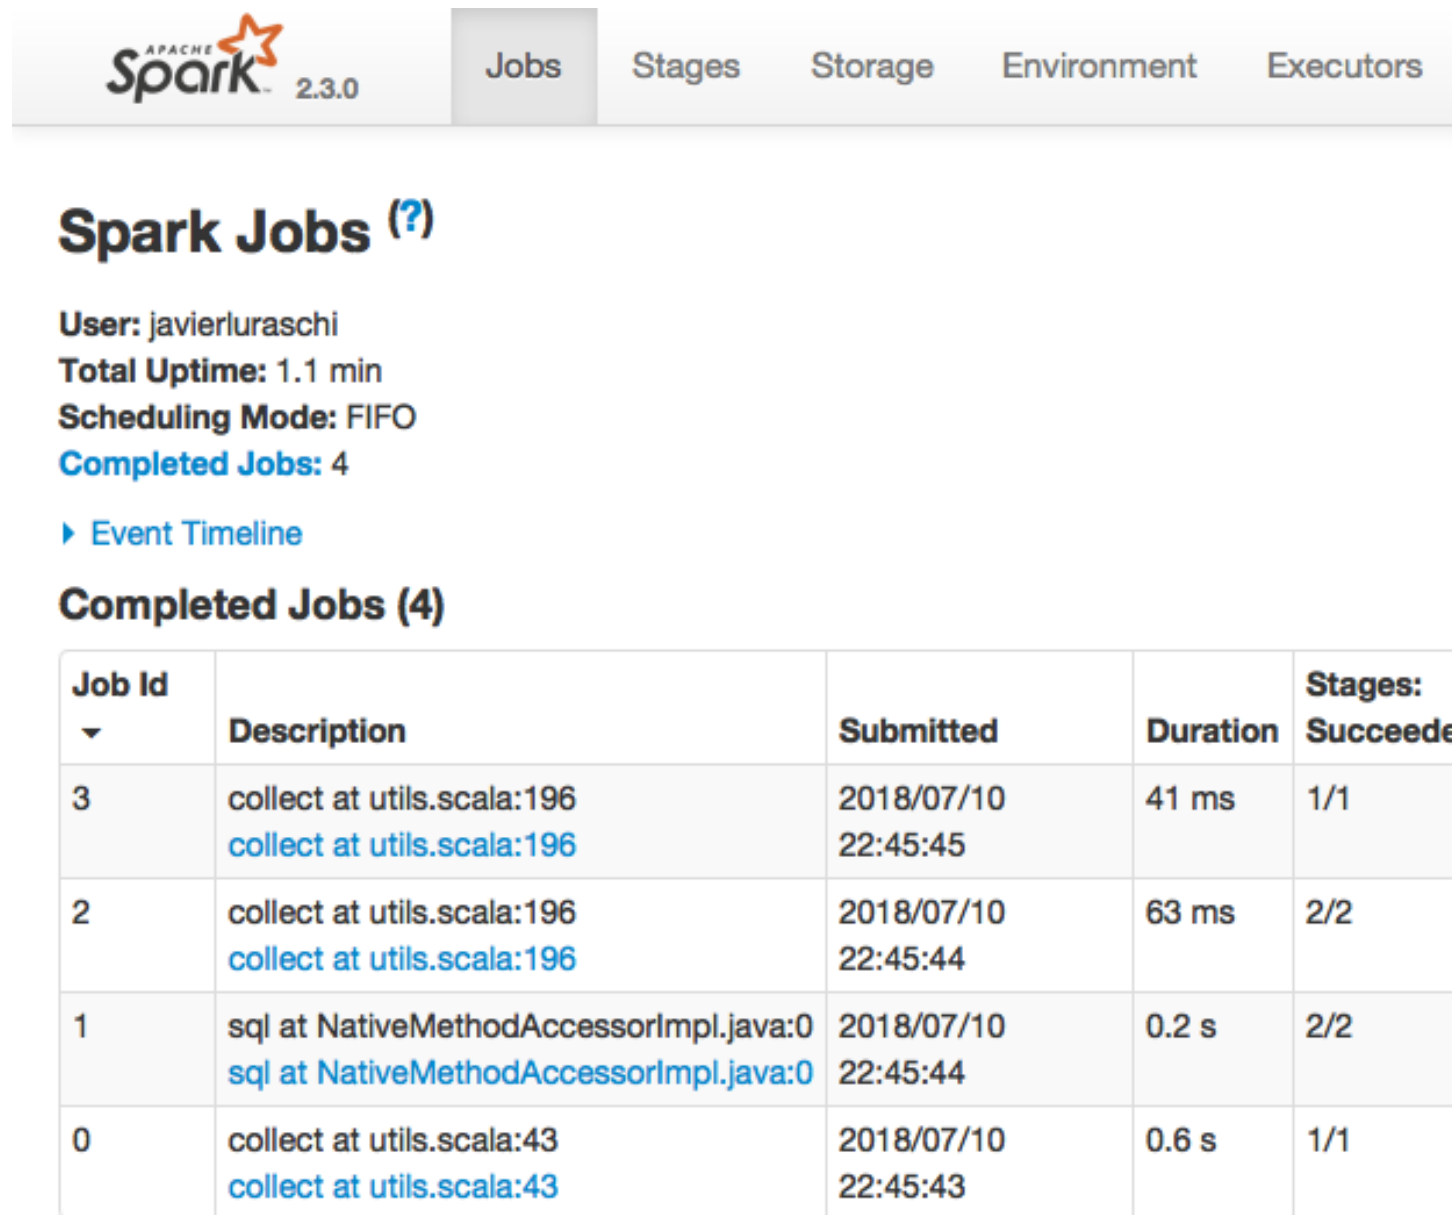 APACHE
Spark™ 2.3.0
Jobs Stages Storage Environment Executors
Spark Jobs (?)
User: javierluraschi
Total Uptime: 1.1 min
Scheduling Mode: FIFO
Completed Jobs: 4
Event Timeline
Completed Jobs (4)
Job Id Description Submitted Duration Stages:
Succeede
3 collect at utils.scala:196 2018/07/10 41 ms 1/1
collect at utils.scala:196 22:45:45
2 collect at utils.scala:196 2018/07/10 63 ms 2/2
collect at utils.scala:196 22:45:44
1 sql at NativeMethodAccessorImpl.java:0 2018/07/10 0.2 s 2/2
sql at NativeMethodAccessorImpl.java:0 22:45:44
0 collect at utils.scala:43 2018/07/10 0.6 s 1/1
collect at utils.scala:43 22:45:43